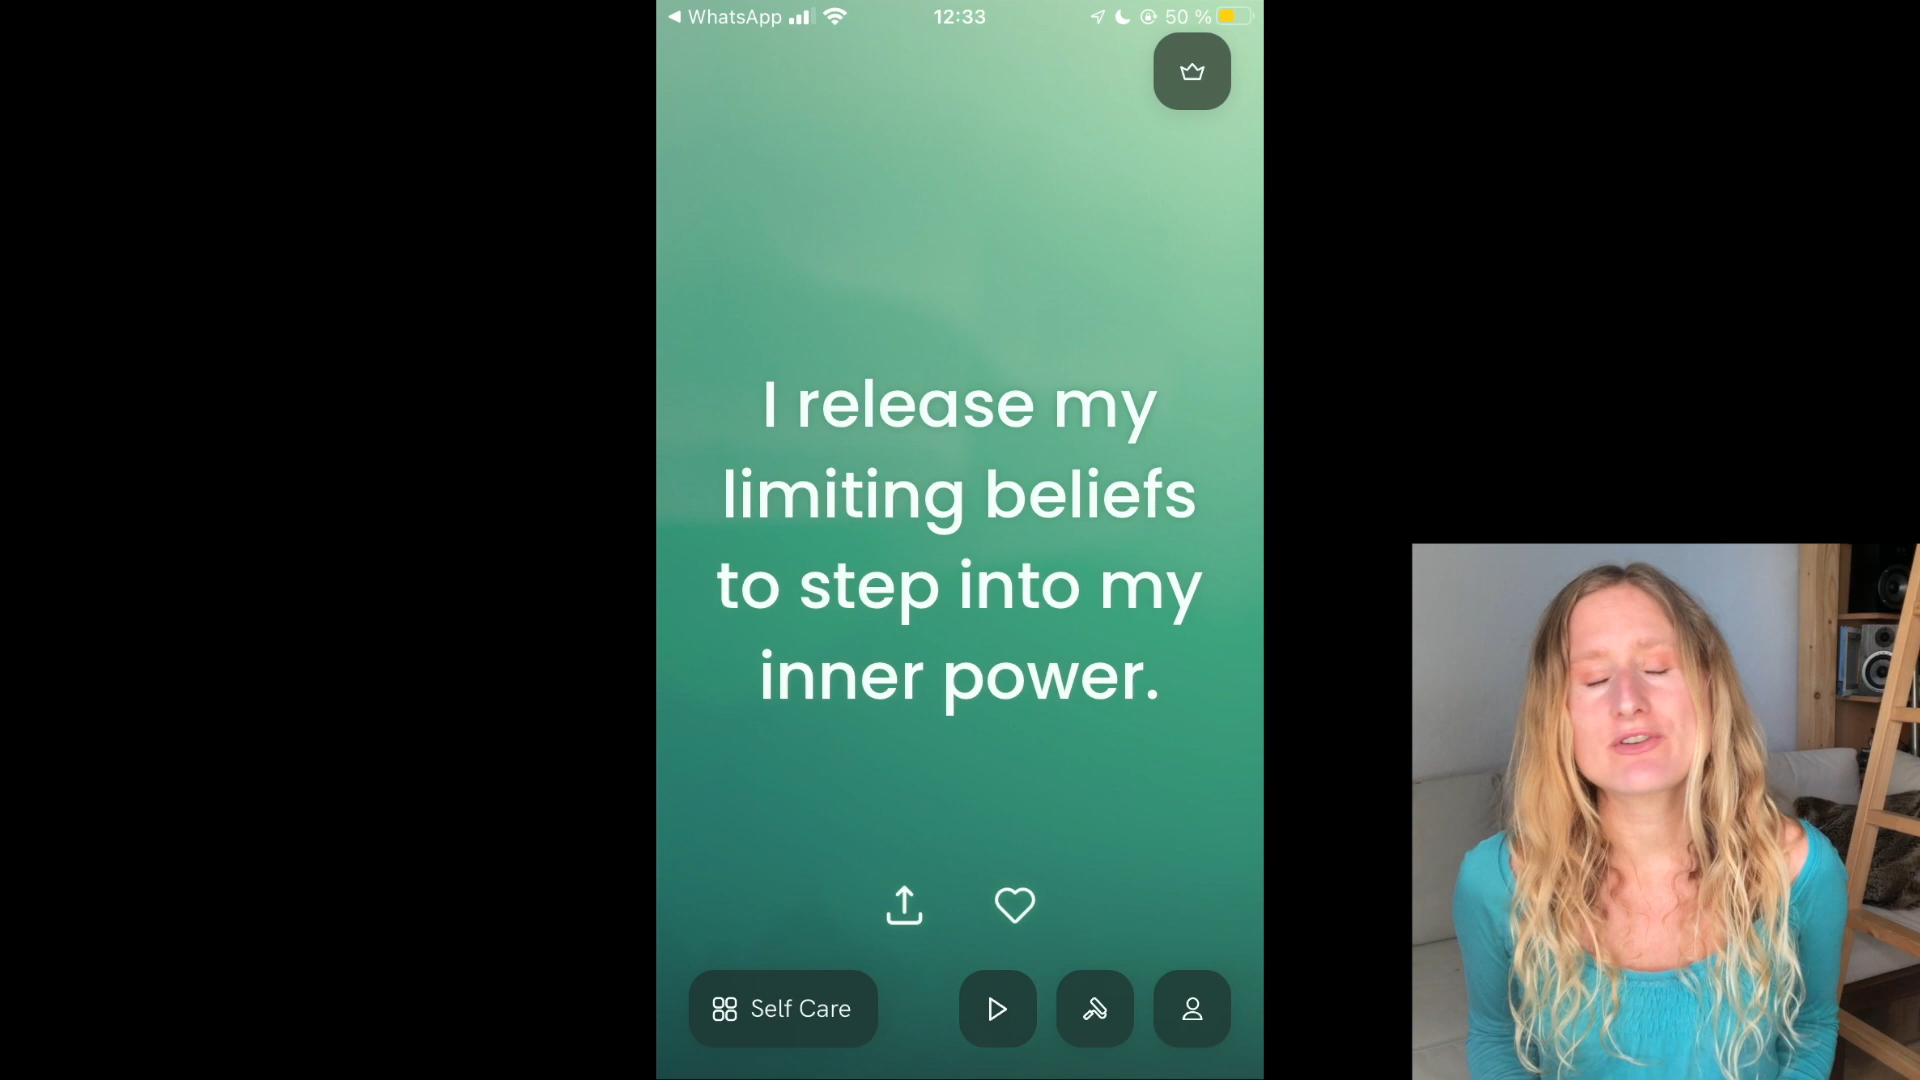 WhatsApp 12:33 50 %
I release my
limiting beliefs
to step into my
inner power.
Self Care